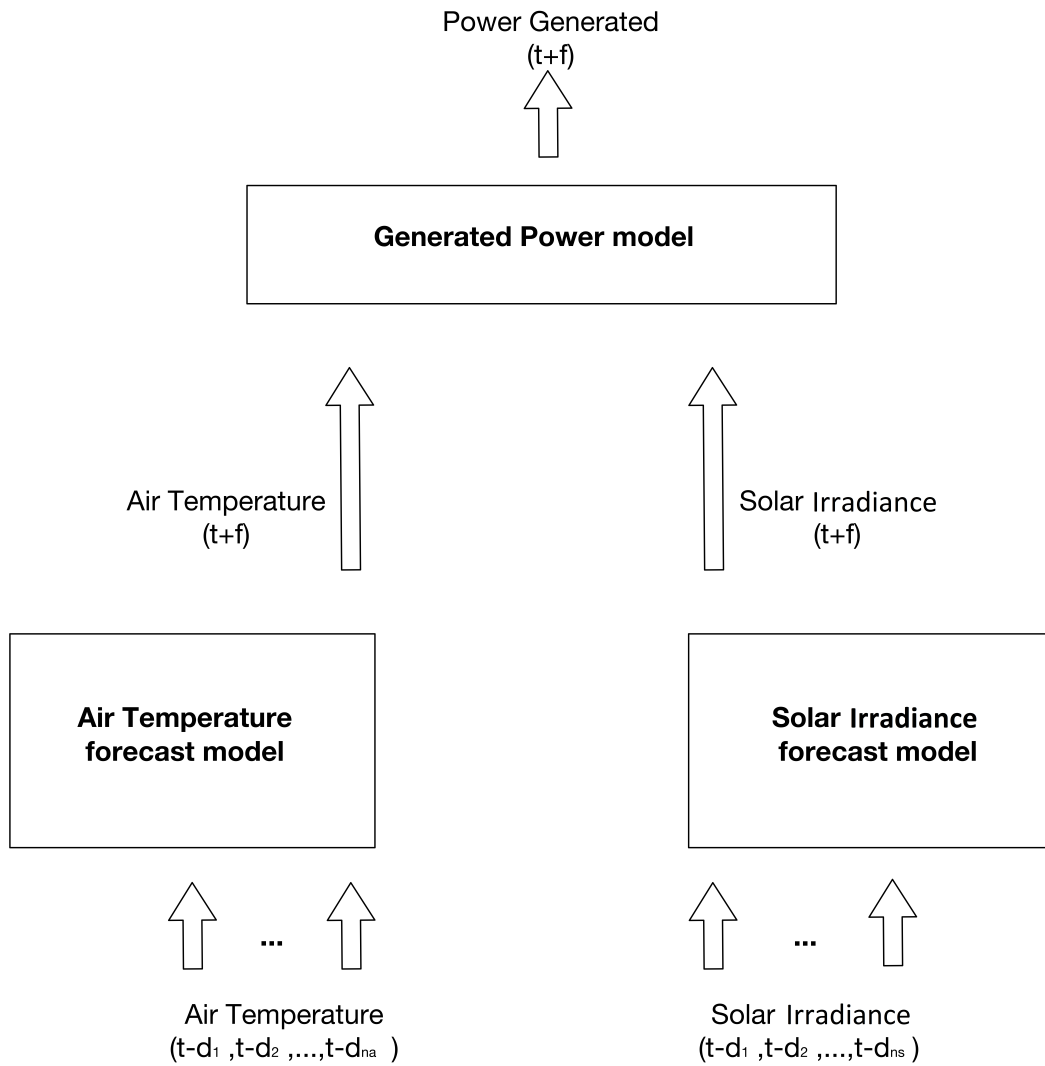 Power Generated
(t+f)
Generated Power model
Air Temperature
(t+f)
Solar Irradiance
(t+f)
Air Temperature
forecast model
Solar Irradiance
forecast model
...
...
Air Temperature
(t-d₁ ,t-d₂ ,...,t-dna )
Solar Irradiance
(t-d₁ ,t-d₂ ,...,t-dns )